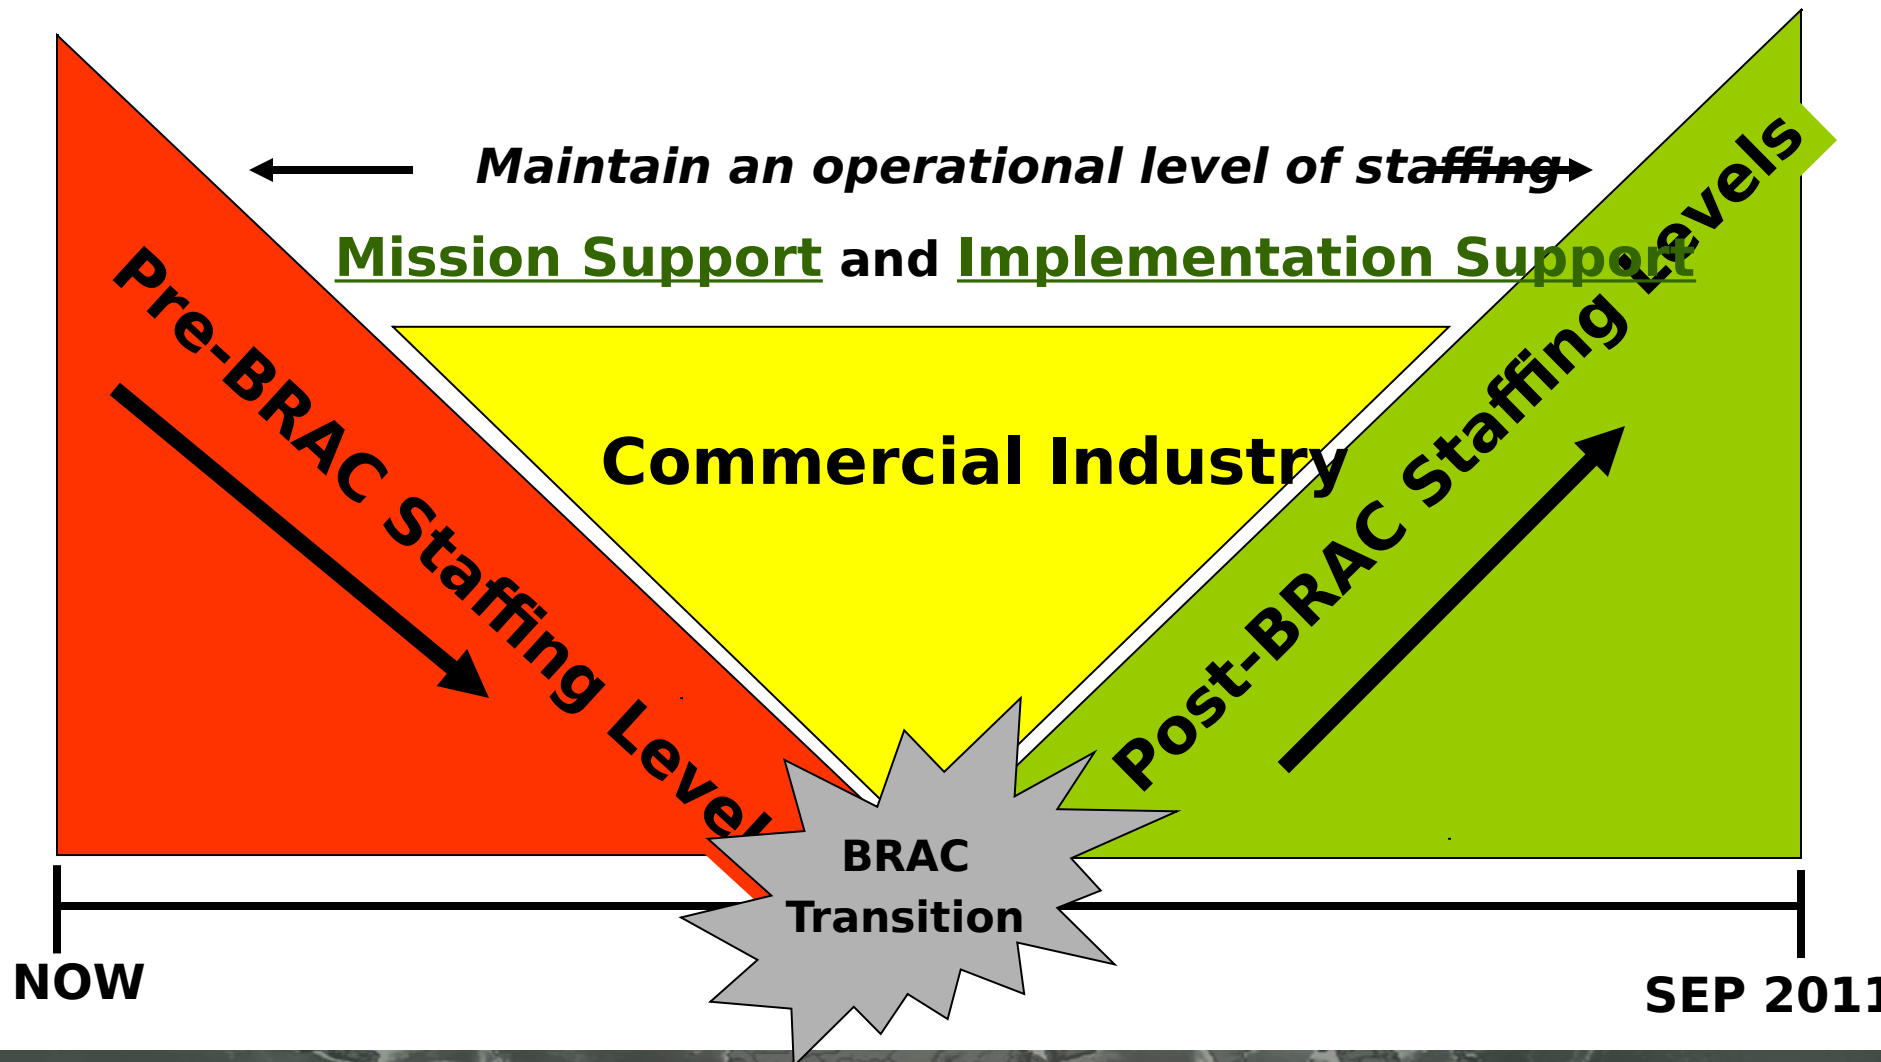 Maintain an operational level of staffing
Mission Support and Implementation Support
Pre-BRAC Staffing Level
Commercial Industry
Post-BRAC Staffing Levels
BRAC
Transition
NOW
SEP 2011